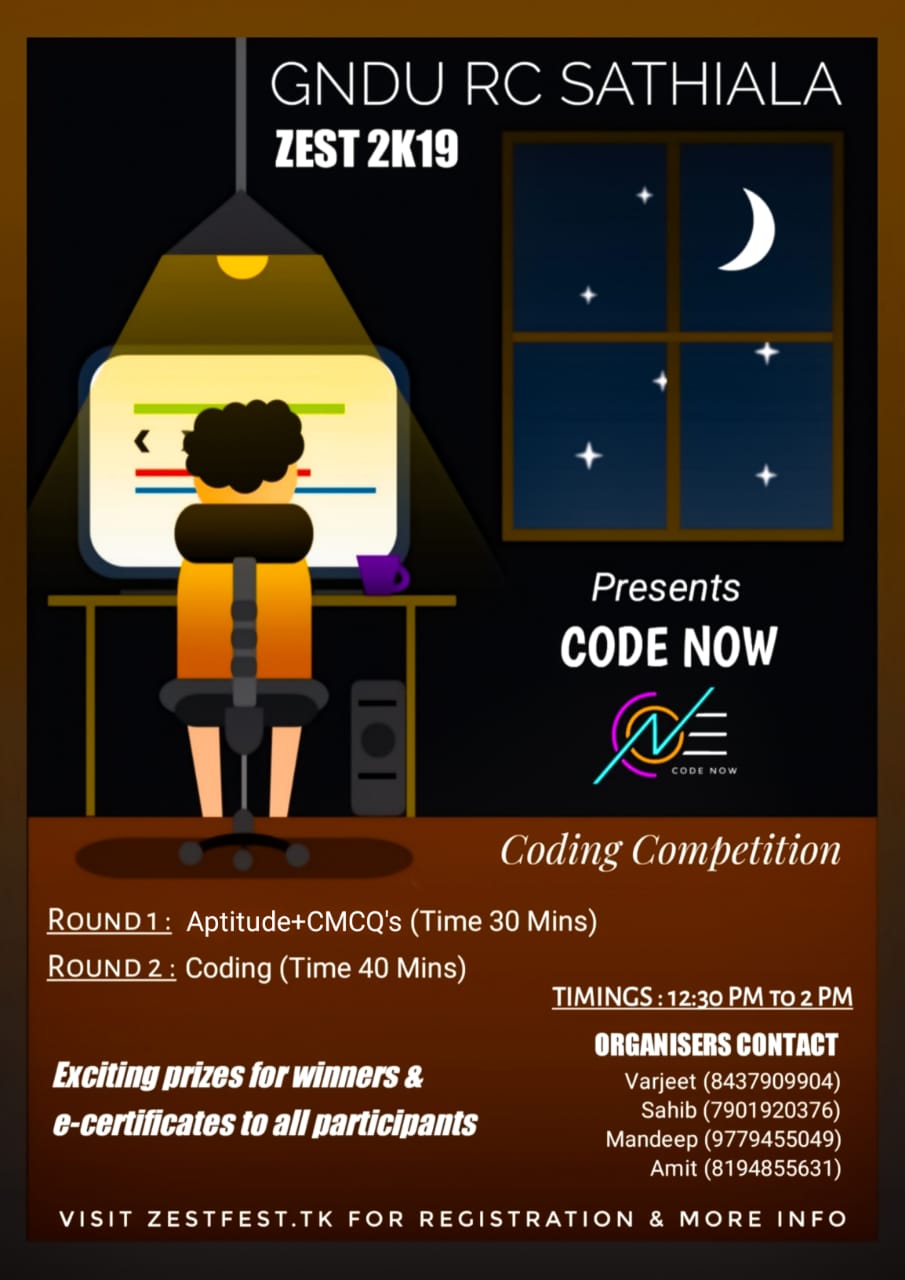 GNDU RC SATHIALA
ZEST 2K19
Presents
CODE NOW
CNE
CODE NOW
Coding Competition
ROUND 1 : Aptitude+CMCQ's (Time 30 Mins)
ROUND 2 : Coding (Time 40 Mins)
TIMINGS : 12:30 PM TO 2 PM
ORGANISERS CONTACT
Varjeet (8437909904)
Sahib (7901920376)
Mandeep (9779455049)
Amit (8194855631)
Exciting prizes for winners &
e-certificates to all participants
VISIT ZESTFEST.TK FOR REGISTRATION & MORE INFO